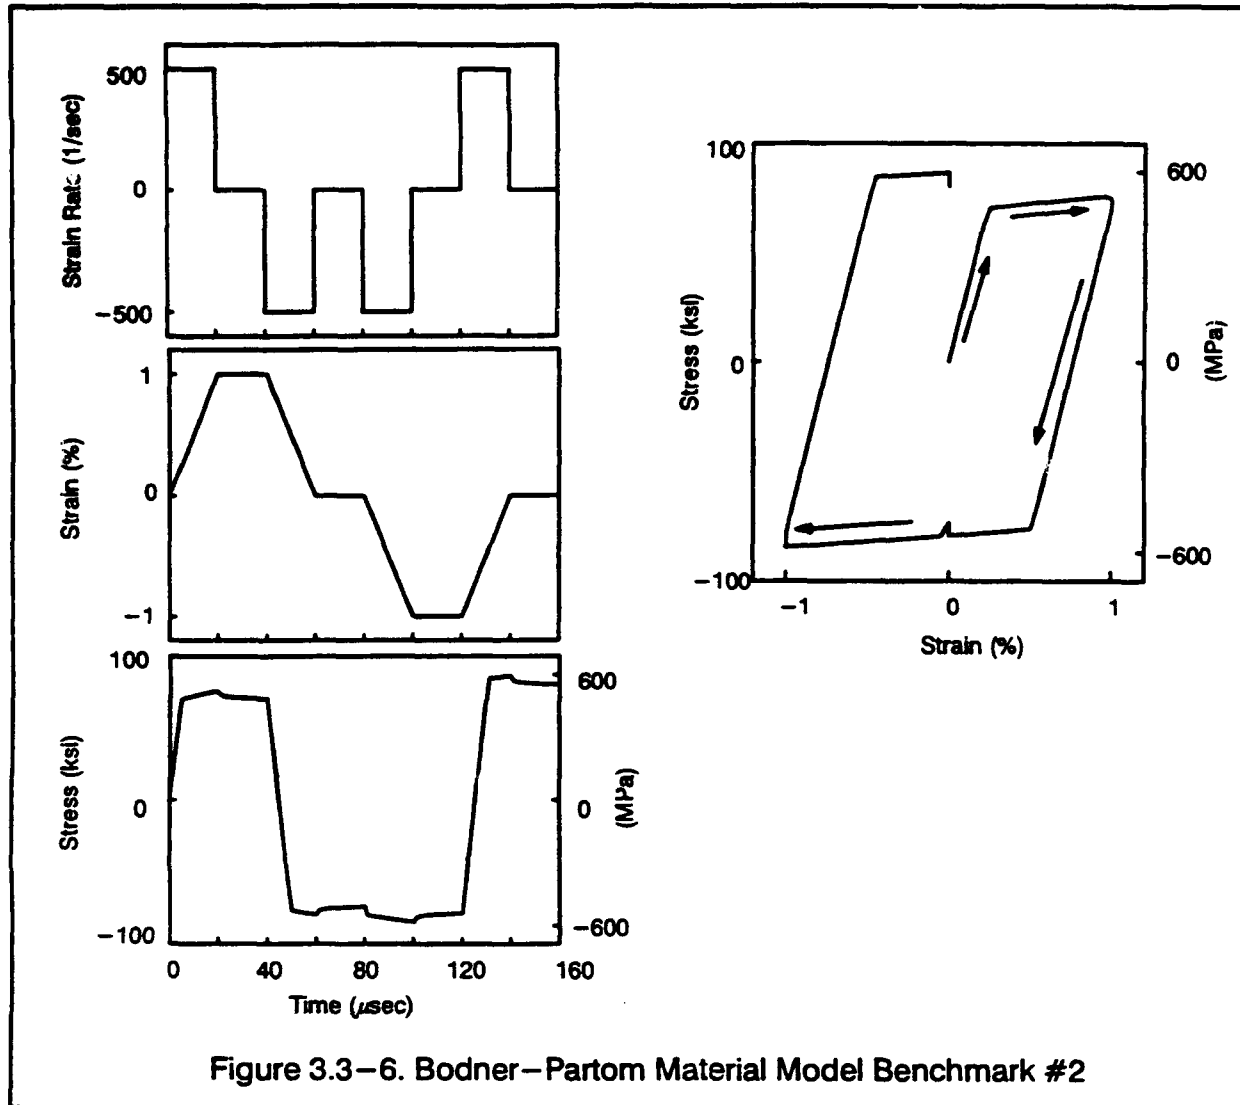 500
0
−500
Strain Rate (1/sec)
1
0
−1
Strain (%)
100
0
−100
Stress (ksi)
600
0
−600
(MPa)
0 40 80 120 160
Time (μsec)
100
0
−100
Stress (ksi)
600
0
−600
(MPa)
−1 0 1
Strain (%)
Figure 3.3−6. Bodner−Partom Material Model Benchmark #2